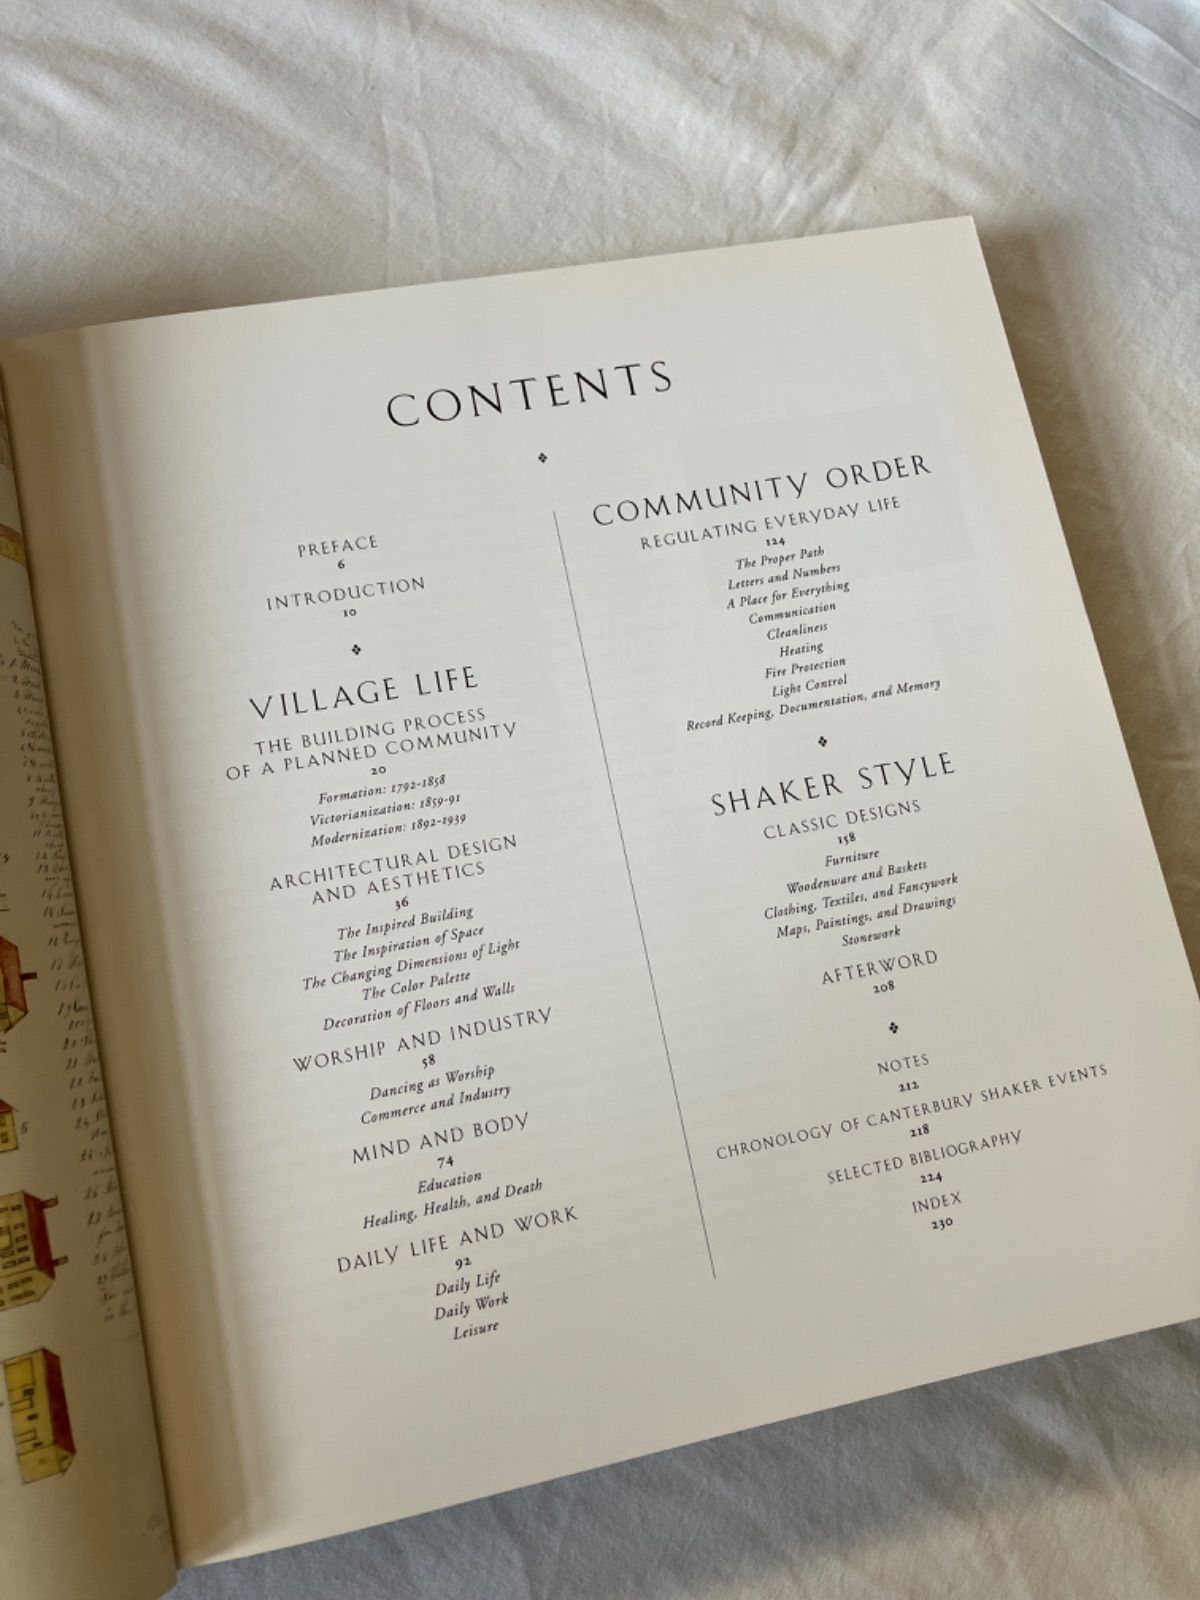 CONTENTS
PREFACE
6
INTRODUCTION
10
VILLAGE LIFE
THE BUILDING PROCESS
OF A PLANNED COMMUNITY
20
Formation: 1792-1858
Victorianization: 1859-91
Modernization: 1892-1939
ARCHITECTURAL DESIGN
AND AESTHETICS
36
The Inspired Building
The Inspiration of Space
The Changing Dimensions of Light
The Color Palette
Decoration of Floors and Walls
WORSHIP AND INDUSTRY
58
Dancing as Worship
Commerce and Industry
MIND AND BODY
74
Education
Healing, Health, and Death
DAILY LIFE AND WORK
92
Daily Life
Daily Work
Leisure
COMMUNITY ORDER
REGULATING EVERYDAY LIFE
124
The Proper Path
Letters and Numbers
A Place for Everything
Communication
Cleanliness
Heating
Fire Protection
Light Control
Record Keeping, Documentation, and Memory
SHAKER STYLE
CLASSIC DESIGNS
158
Furniture
Woodenware and Baskets
Clothing, Textiles, and Fancywork
Maps, Paintings, and Drawings
Stonework
AFTERWORD
208
NOTES
212
CHRONOLOGY OF CANTERBURY SHAKER EVENTS
218
SELECTED BIBLIOGRAPHY
224
INDEX
230